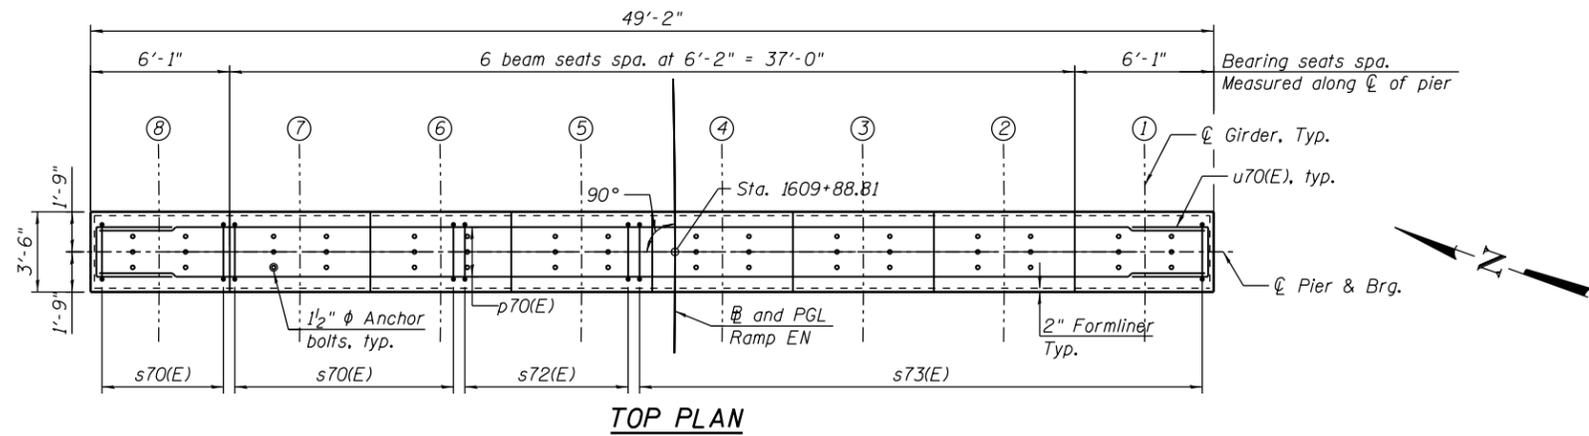 49'-2"
6'-1"
6 beam seats spa. at 6'-2" = 37'-0"
6'-1"
Bearing seats spa.
Measured along ℄ of pier
8
7
6
5
4
3
2
1
℄ Girder, Typ.
u70(E), typ.
90°
Sta. 1609+88.81
1'-9"
3'-6"
1'-9"
N
℄ Pier & Brg.
p70(E)
1½" ϕ Anchor
bolts, typ.
and PGL
Ramp EN
2" Formliner
Typ.
s70(E)
s70(E)
s72(E)
s73(E)
TOP PLAN